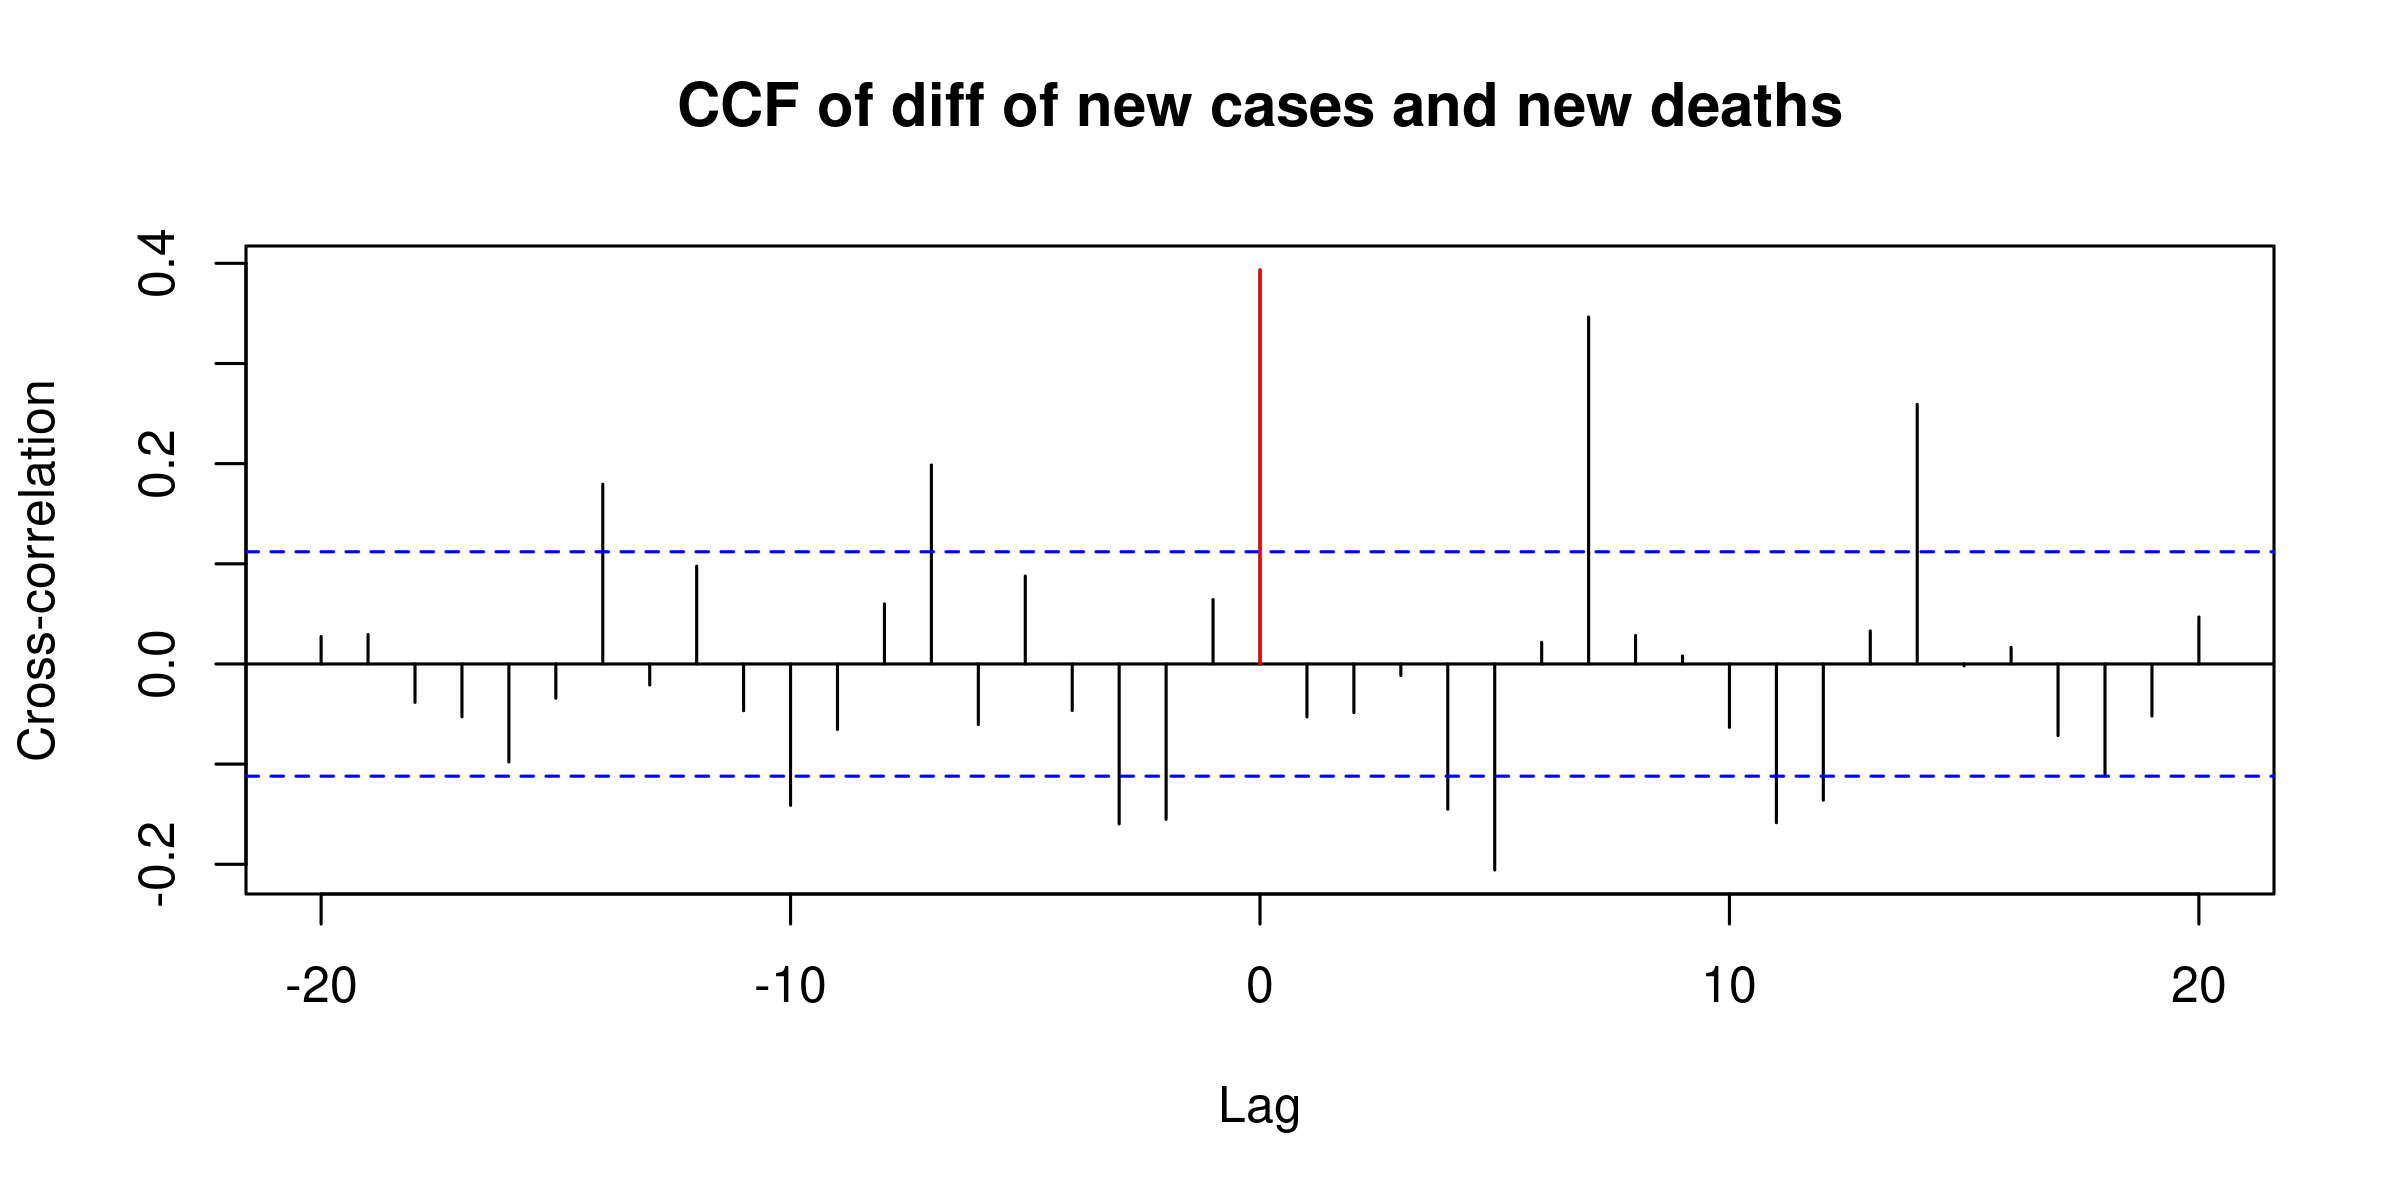 CCF of diff of new cases and new deaths
Cross-correlation
0.4
0.2
0.0
-0.2
-20 -10 0 10 20
Lag